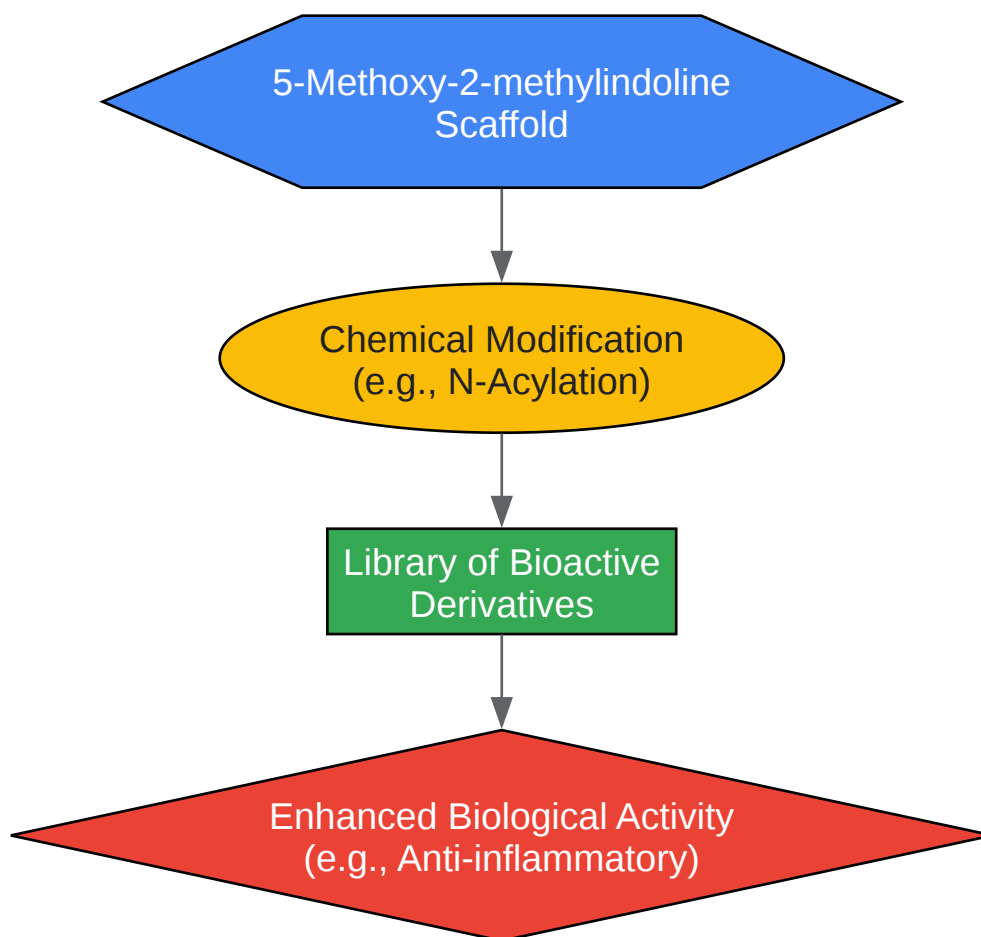 5-Methoxy-2-methylindoline
Scaffold
Chemical Modification
(e.g., N-Acylation)
Library of Bioactive
Derivatives
Enhanced Biological Activity
(e.g., Anti-inflammatory)